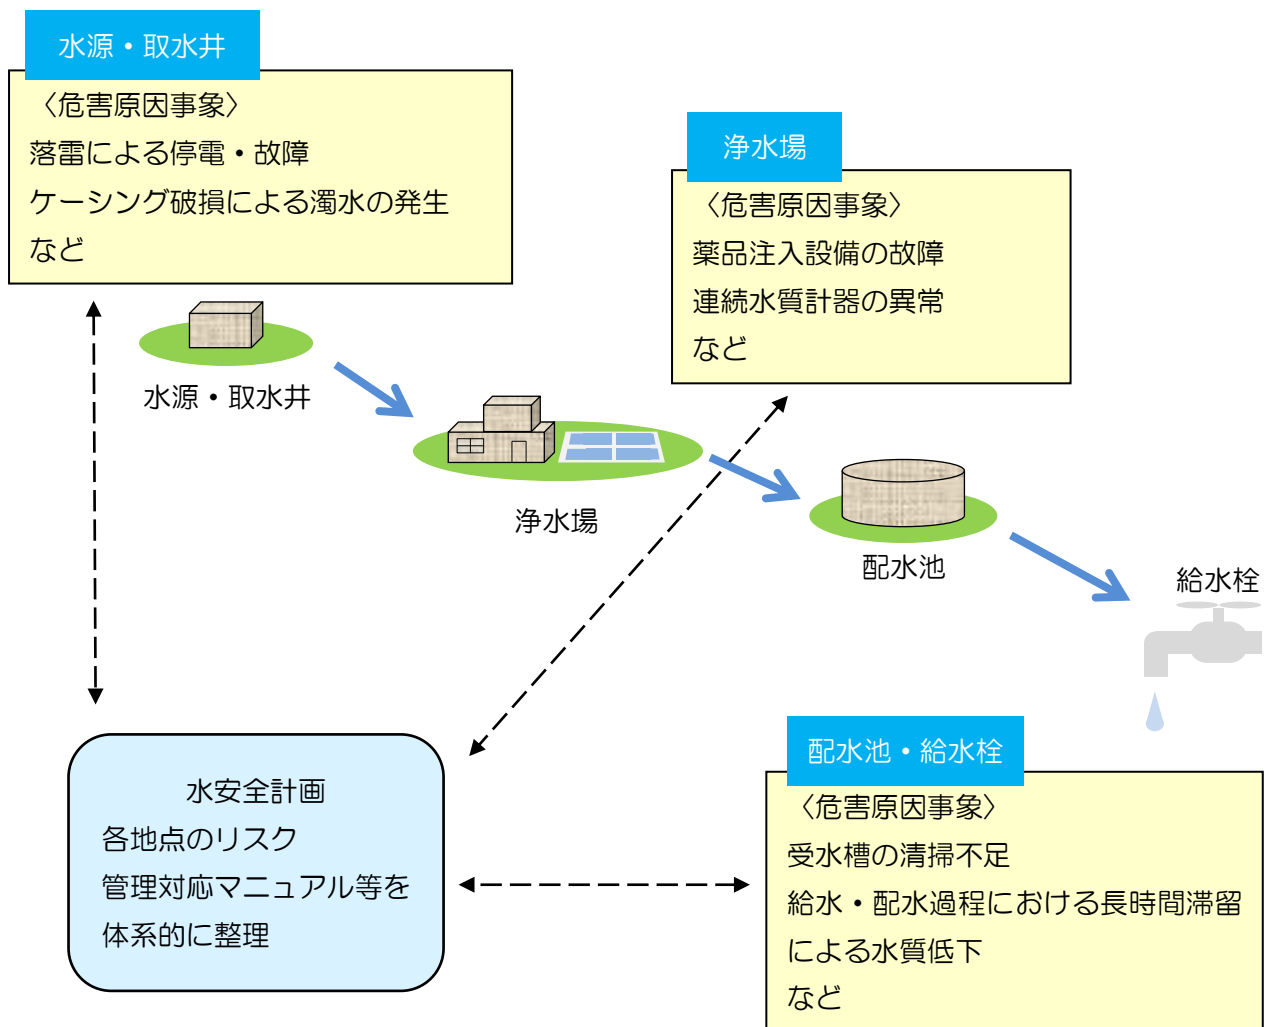 水源・取水井
〈危害原因事象〉
落雷による停電・故障
ケーシング破損による濁水の発生
など
浄水場
〈危害原因事象〉
薬品注入設備の故障
連続水質計器の異常
など
水源・取水井
浄水場
配水池
給水栓
水安全計画
各地点のリスク
管理対応マニュアル等を
体系的に整理
配水池・給水栓
〈危害原因事象〉
受水槽の清掃不足
給水・配水過程における長時間滞留
による水質低下
など